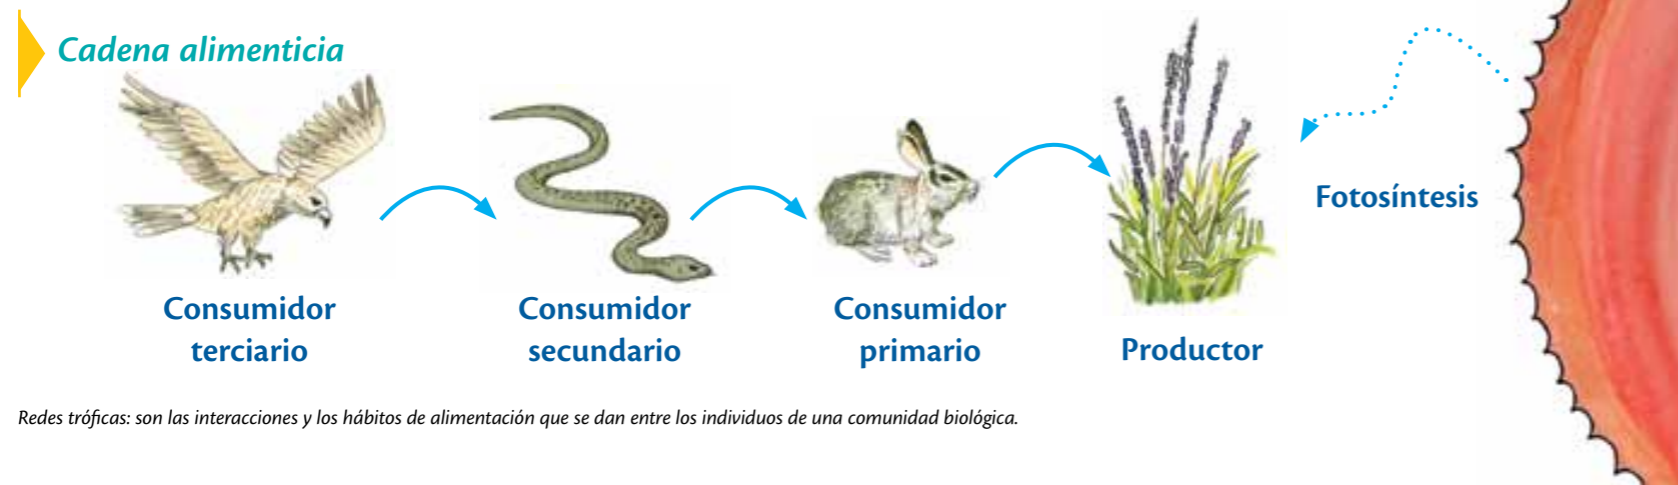 Cadena alimenticia
Fotosíntesis
Consumidor
terciario
Consumidor
secundario
Consumidor
primario
Productor
Redes tróficas: son las interacciones y los hábitos de alimentación que se dan entre los individuos de una comunidad biológica.